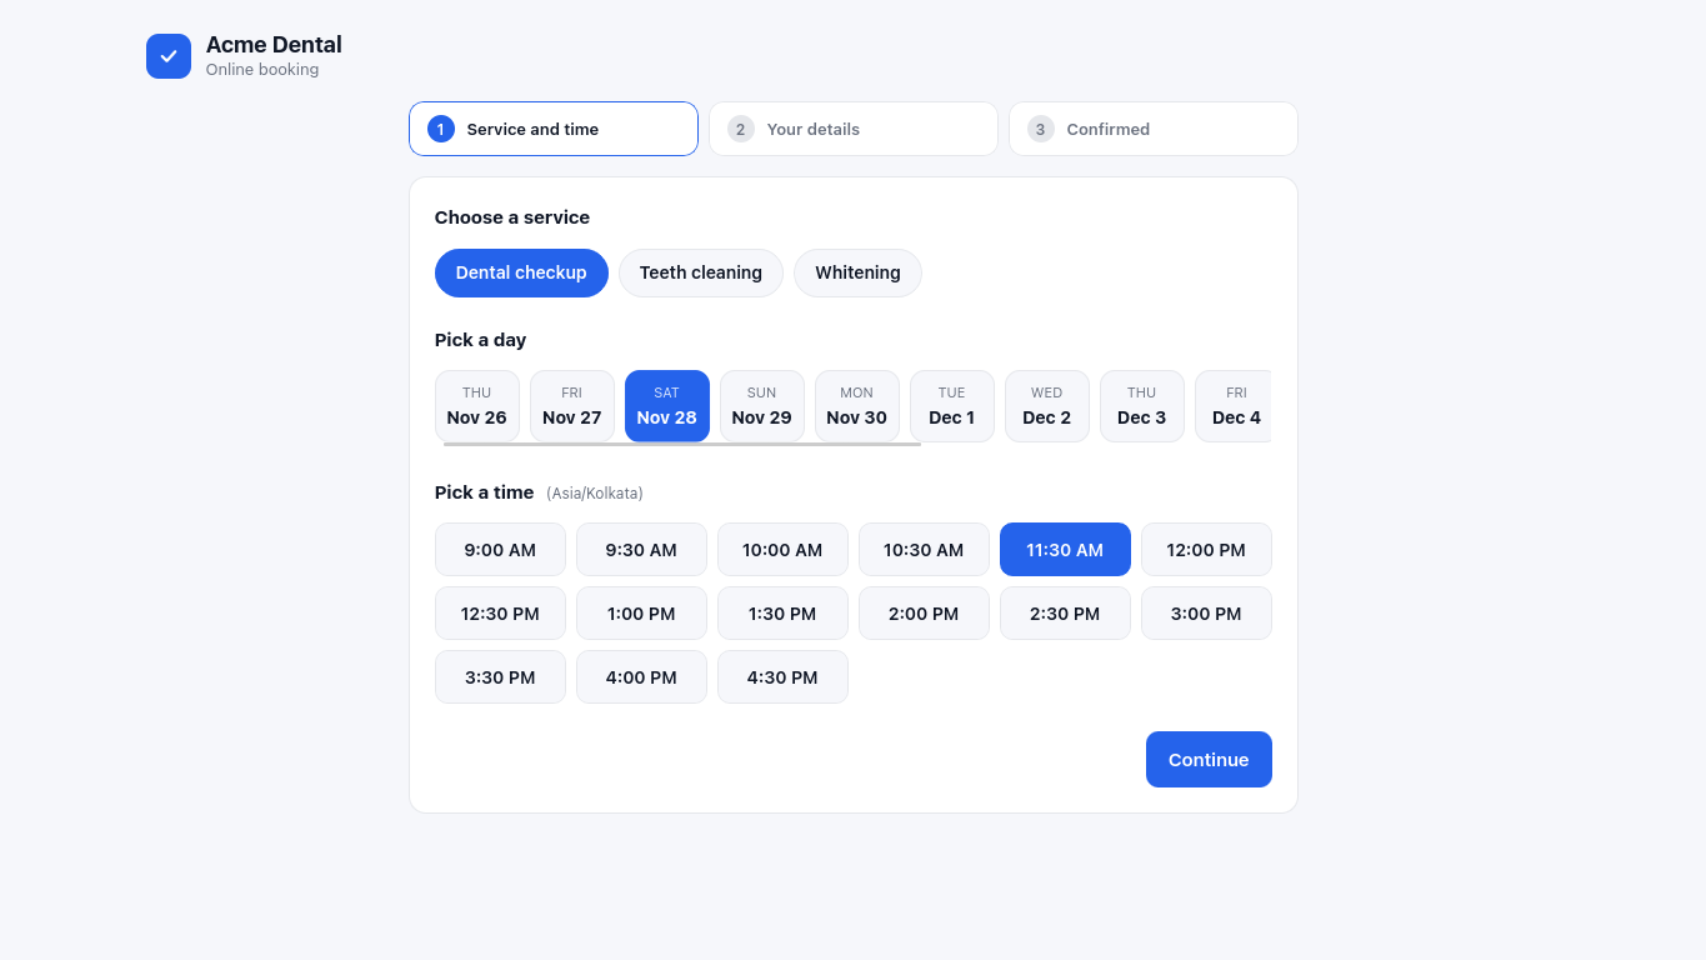 Acme Dental
Online booking
1 Service and time
2 Your details
3 Confirmed
Choose a service
Dental checkup Teeth cleaning Whitening
Pick a day
THU FRI SAT SUN MON TUE WED THU FRI
Nov 26 Nov 27 Nov 28 Nov 29 Nov 30 Dec 1 Dec 2 Dec 3 Dec 4
Pick a time (Asia/Kolkata)
9:00 AM 9:30 AM 10:00 AM 10:30 AM 11:30 AM 12:00 PM
12:30 PM 1:00 PM 1:30 PM 2:00 PM 2:30 PM 3:00 PM
3:30 PM 4:00 PM 4:30 PM
Continue